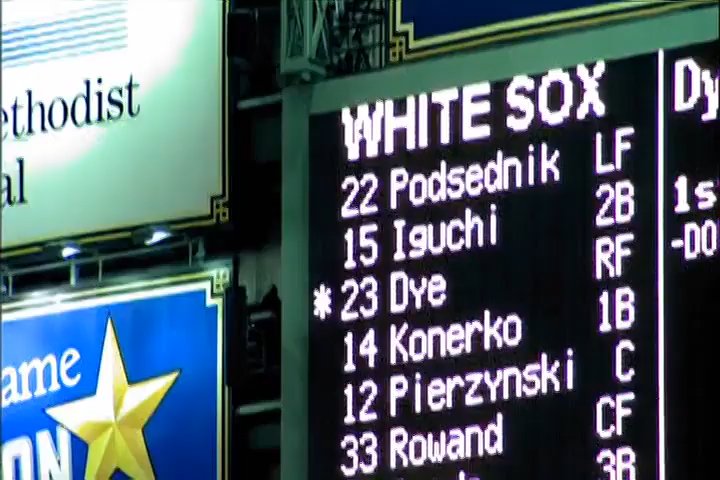 ethodist
al
ame
ON
WHITE SOX
22 Podsednik LF
15 Iguchi 2B
* 23 Dye RF
14 Konerko 1B
12 Pierzynski C
33 Rowand CF
3B
Dy
1s
-DO